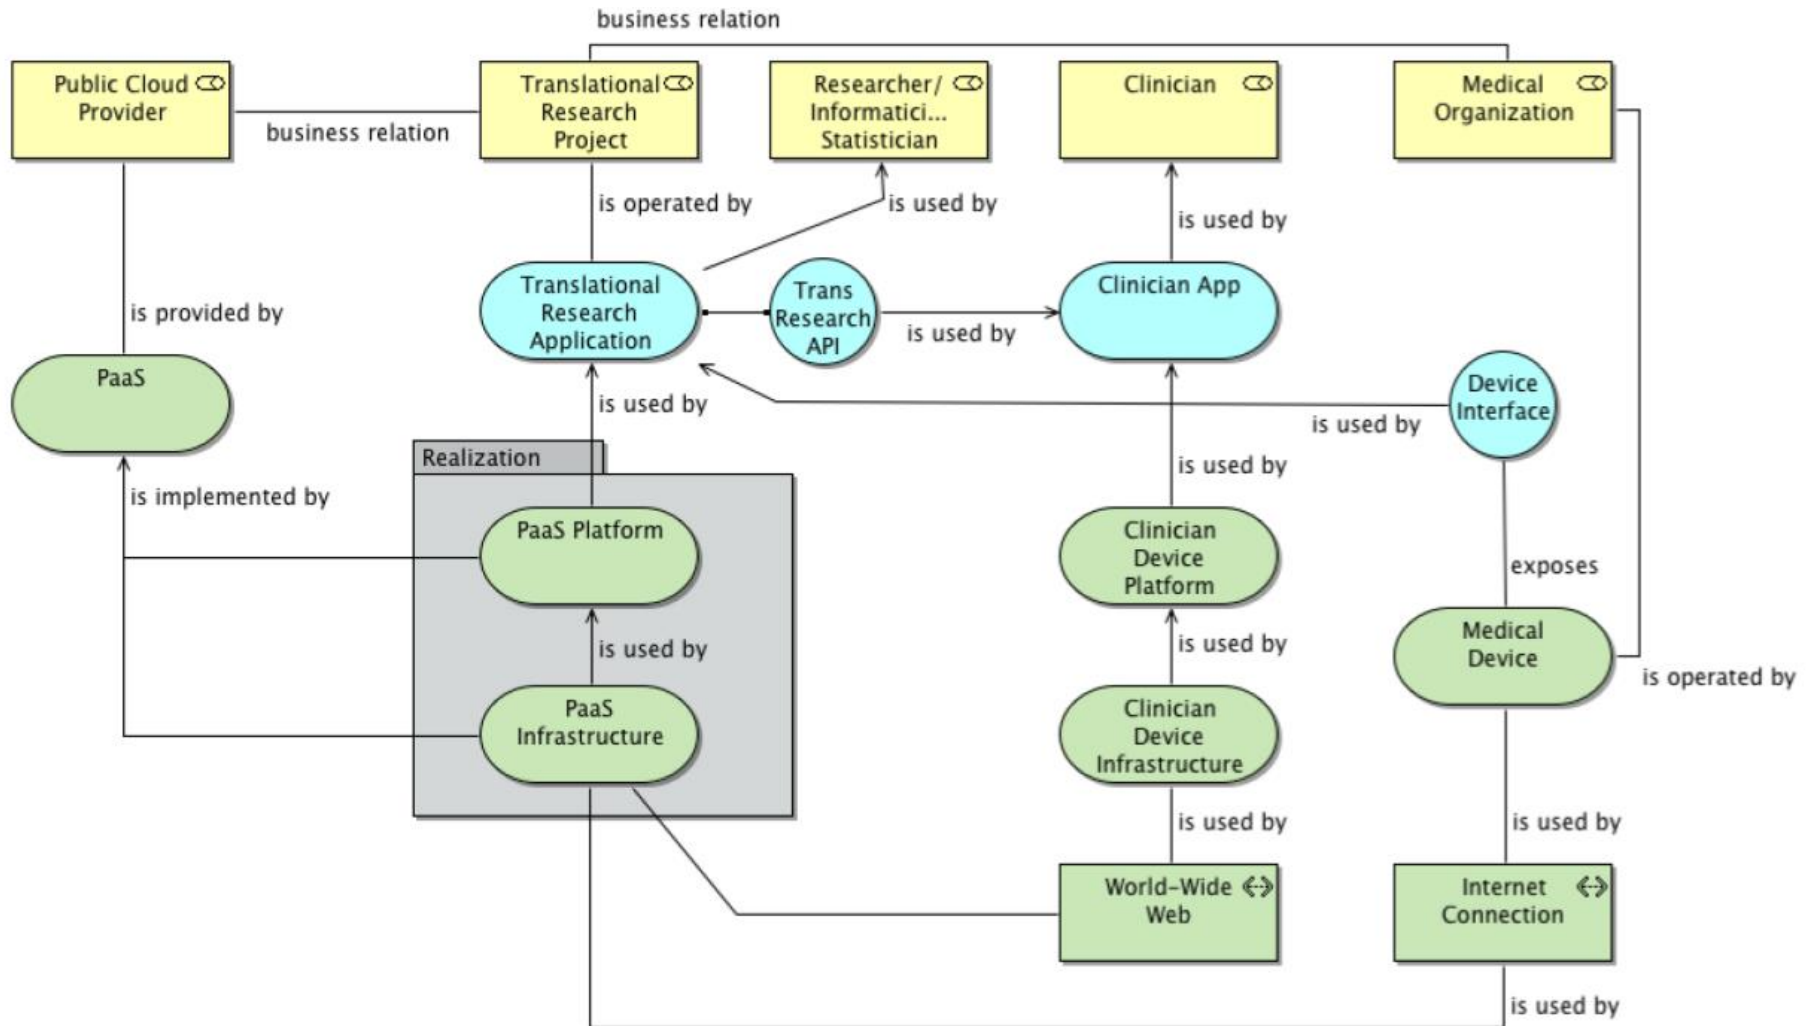 business relation
Public Cloud
Provider
business relation
Translational
Research
Project
Researcher/
Informatici...
Statistician
Clinician
Medical
Organization
is operated by
is used by
is used by
is provided by
Translational
Research
Application
Trans
Research
API
is used by
Clinician App
PaaS
is used by
Device
Interface
is used by
Realization
is used by
is implemented by
PaaS Platform
Clinician
Device
Platform
exposes
is used by
is used by
Medical
Device
is operated by
PaaS
Infrastructure
Clinician
Device
Infrastructure
is used by
is used by
World-Wide
Web
Internet
Connection
is used by